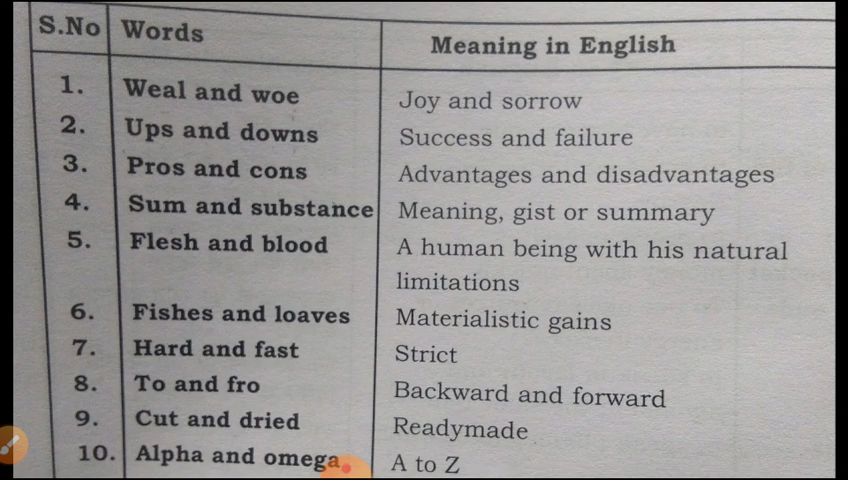 S.No Words Meaning in English
1. Weal and woe Joy and sorrow
2. Ups and downs Success and failure
3. Pros and cons Advantages and disadvantages
4. Sum and substance Meaning, gist or summary
5. Flesh and blood A human being with his natural
limitations
6. Fishes and loaves Materialistic gains
7. Hard and fast Strict
8. To and fro Backward and forward
9. Cut and dried Readymade
10. Alpha and omega A to Z